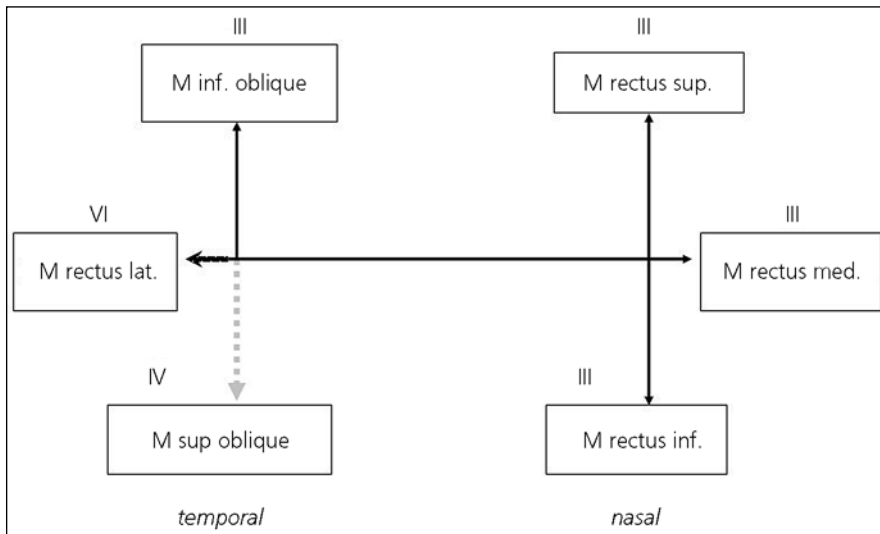 III
III
M inf. oblique
M rectus sup.
VI
III
M rectus lat.
M rectus med.
IV
III
M sup oblique
M rectus inf.
temporal
nasal